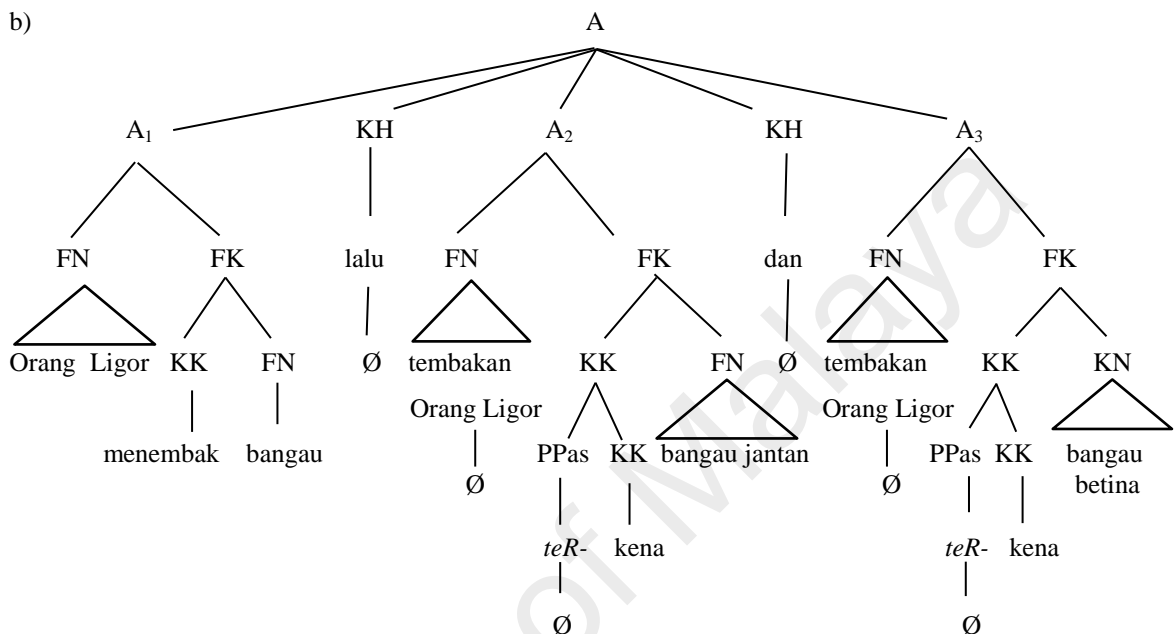 b)
A
A₁ KH A₂ KH A₃
FN FK lalu FN FK dan FN FK
Orang Ligor KK FN Ø tembakan KK FN Ø tembakan KK KN
Orang Ligor Orang Ligor
menembak bangau PPas KK bangau jantan PPas KK bangau
Ø Ø betina
teR- kena teR- kena
Ø Ø
of Malaya